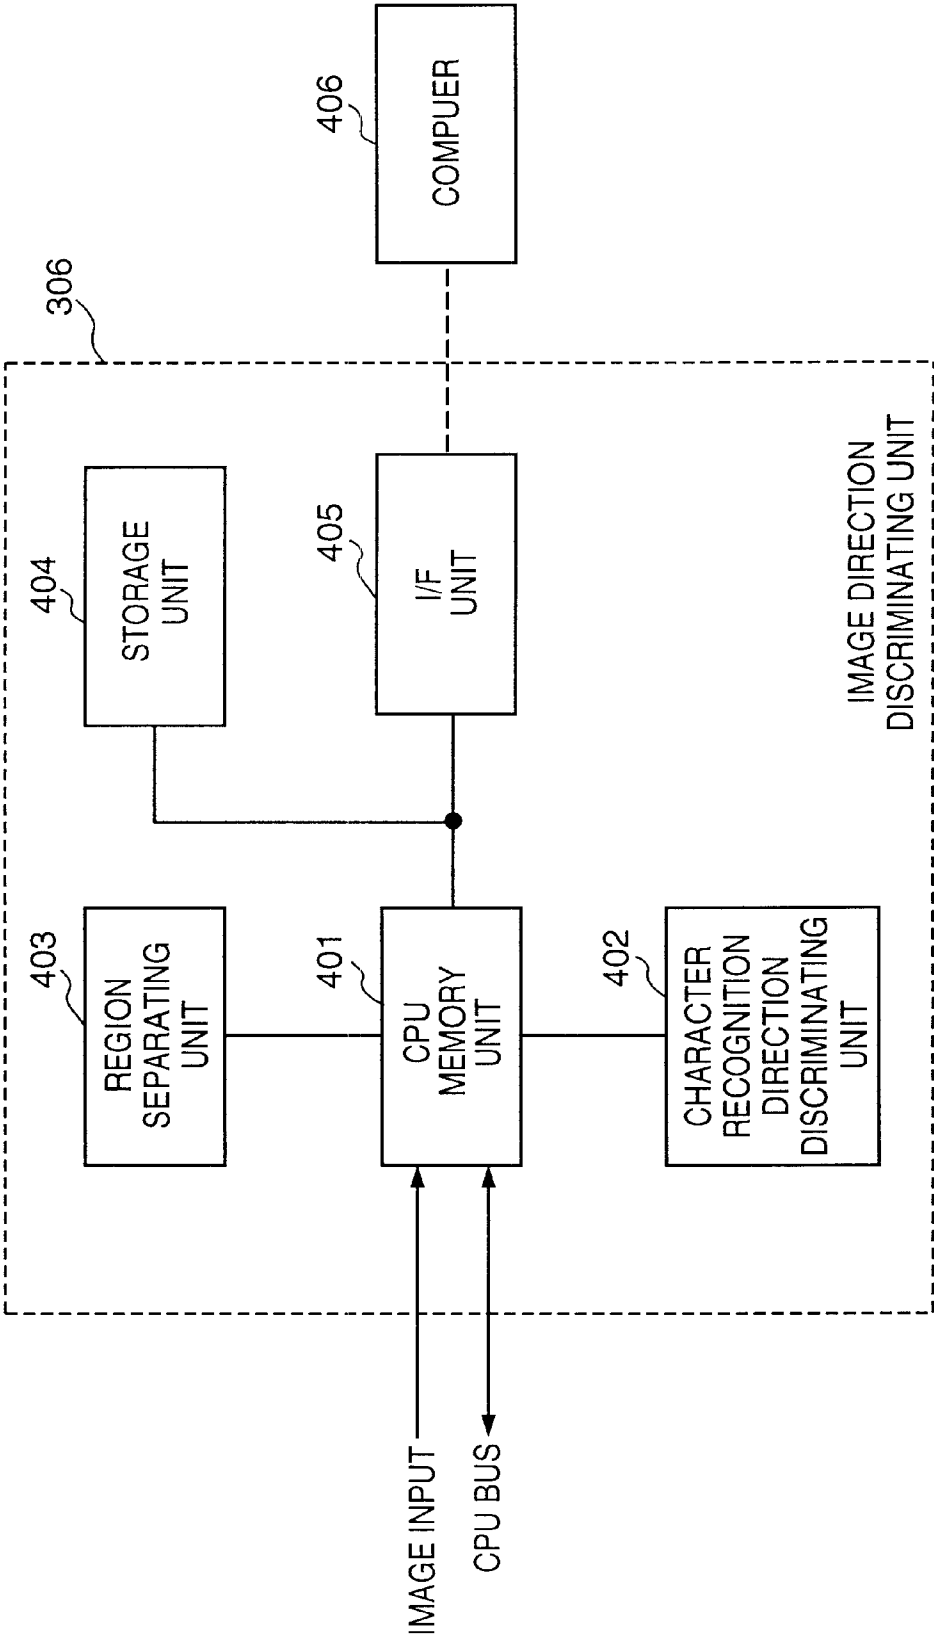 306
403
REGION
SEPARATING
UNIT
404
STORAGE
UNIT
401
CPU
MEMORY
UNIT
405
I/F
UNIT
406
COMPUER
IMAGE INPUT
CPU BUS
402
CHARACTER
RECOGNITION
DIRECTION
DISCRIMINATING
UNIT
IMAGE DIRECTION
DISCRIMINATING UNIT